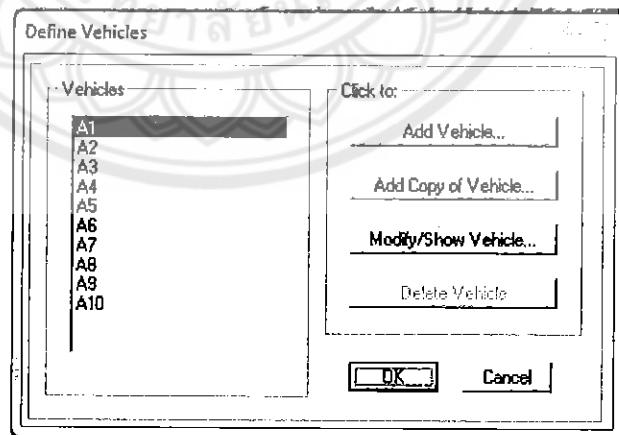 Define Vehicles
Vehicles
A1
A2
A3
A4
A5
A6
A7
A8
A9
A10
Click to:
Add Vehicle...
Add Copy of Vehicle...
Modify/Show Vehicle...
Delete Vehicle
OK
Cancel